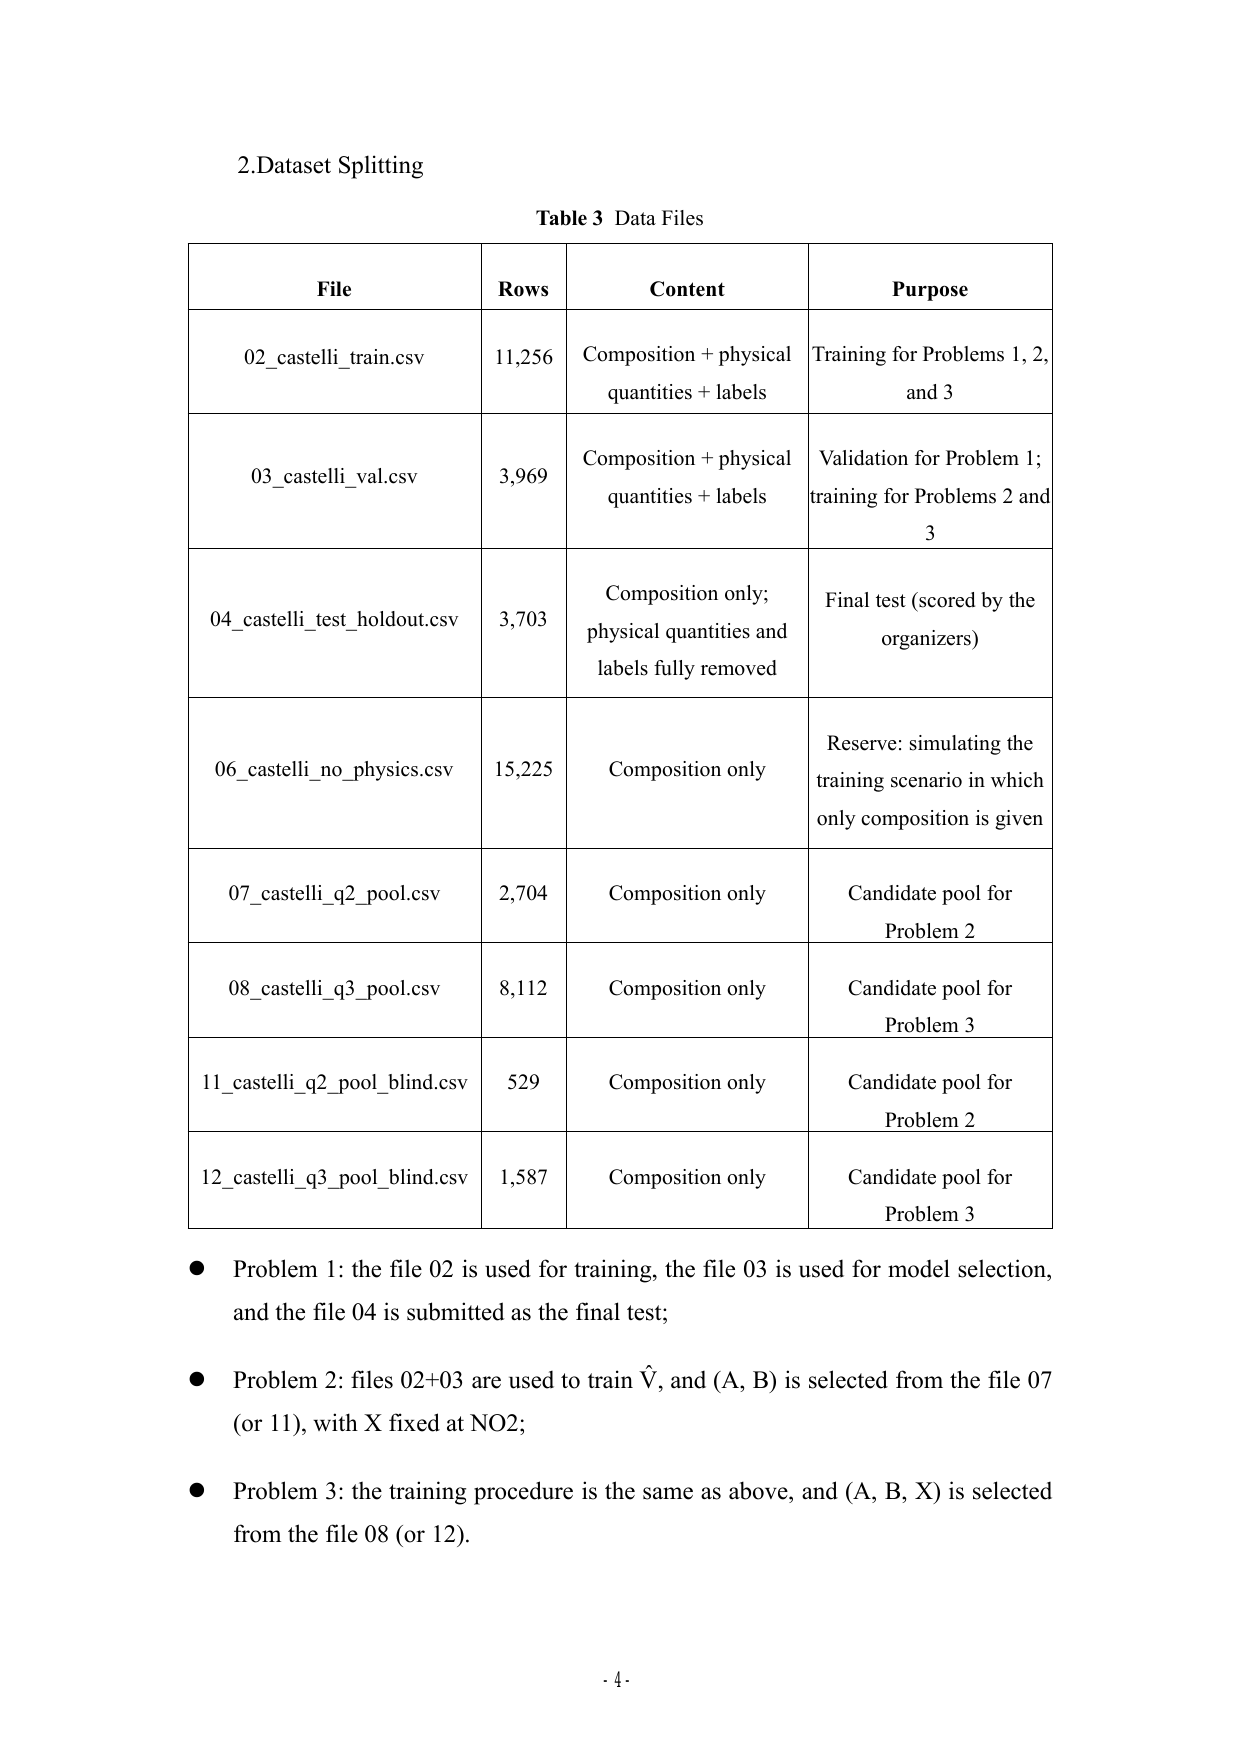 2.Dataset Splitting
Table 3 Data Files
File Rows Content Purpose
02_castelli_train.csv 11,256 Composition + physical quantities + labels Training for Problems 1, 2, and 3
03_castelli_val.csv 3,969 Composition + physical quantities + labels Validation for Problem 1; training for Problems 2 and 3
04_castelli_test_holdout.csv 3,703 Composition only; physical quantities and labels fully removed Final test (scored by the organizers)
06_castelli_no_physics.csv 15,225 Composition only Reserve: simulating the training scenario in which only composition is given
07_castelli_q2_pool.csv 2,704 Composition only Candidate pool for Problem 2
08_castelli_q3_pool.csv 8,112 Composition only Candidate pool for Problem 3
11_castelli_q2_pool_blind.csv 529 Composition only Candidate pool for Problem 2
12_castelli_q3_pool_blind.csv 1,587 Composition only Candidate pool for Problem 3
● Problem 1: the file 02 is used for training, the file 03 is used for model selection,
and the file 04 is submitted as the final test;
● Problem 2: files 02+03 are used to train V̂, and (A, B) is selected from the file 07
(or 11), with X fixed at NO2;
● Problem 3: the training procedure is the same as above, and (A, B, X) is selected
from the file 08 (or 12).
- 4 -